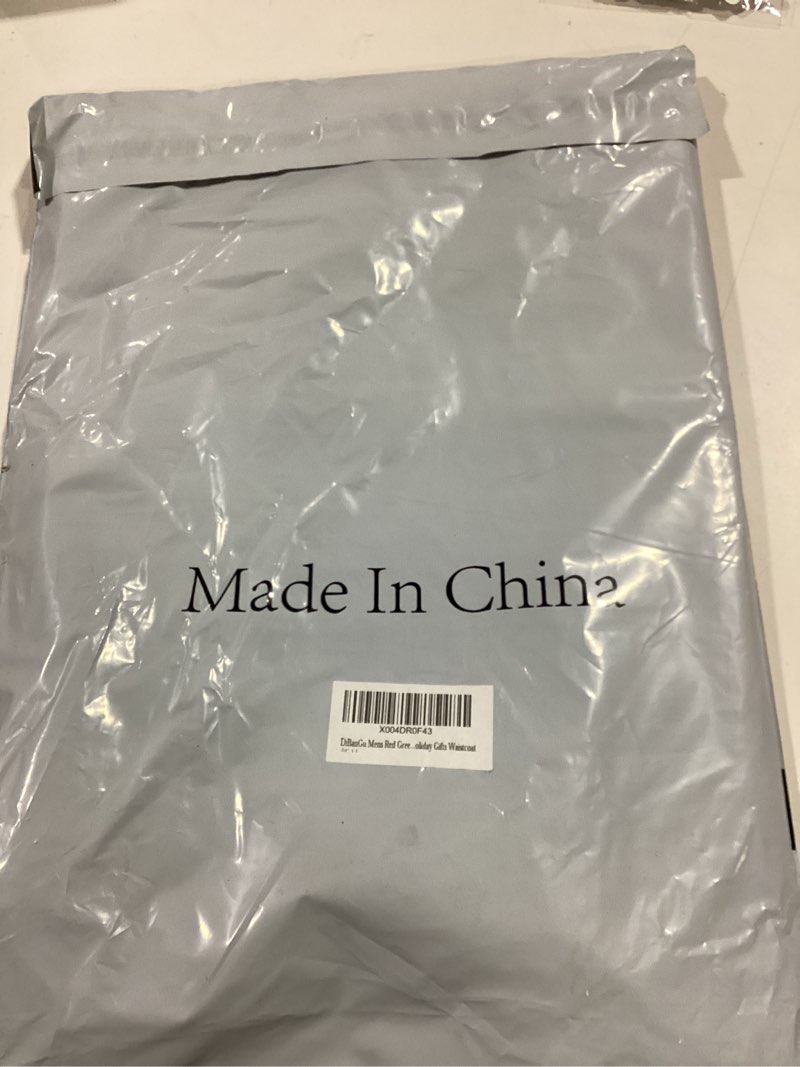 Made In China
X004DR0F43
DiBanGu Mens Red Gree...oliday Gifts Waistcoat